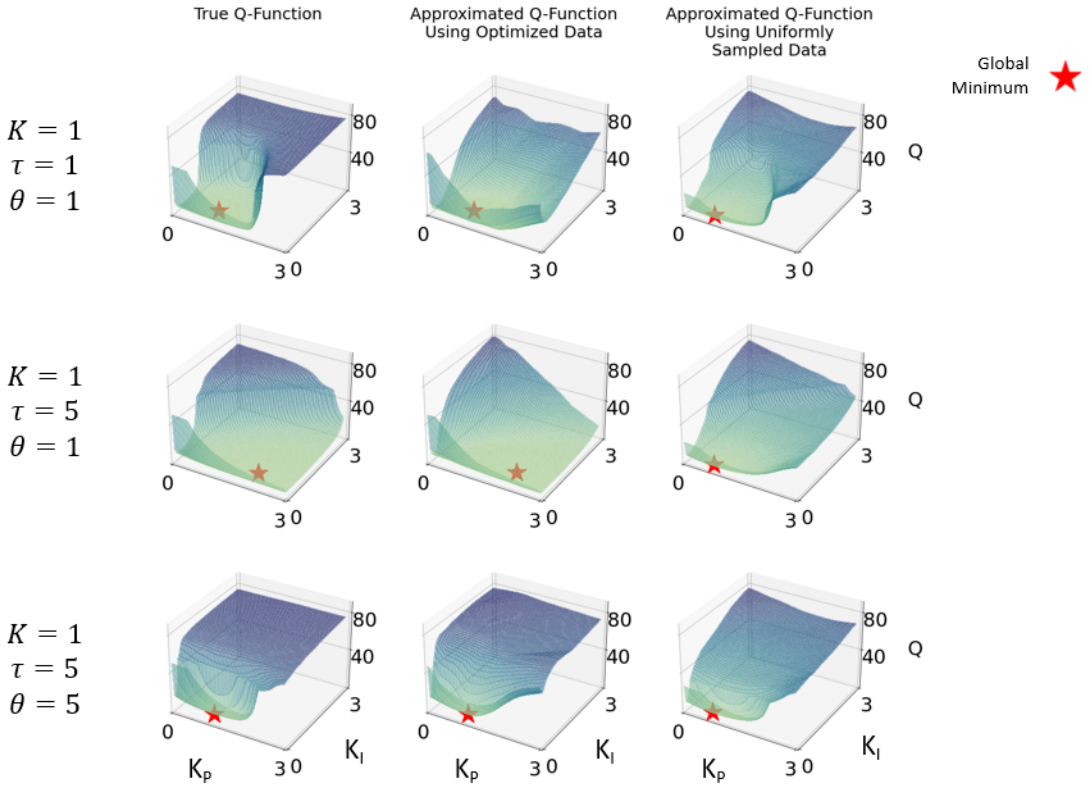 True Q-Function
Approximated Q-Function
Using Optimized Data
Approximated Q-Function
Using Uniformly
Sampled Data
Global
Minimum
K = 1
τ = 1
θ = 1
80
40
3
0
3 0
80
40
3
0
3 0
80
40
3
0
3 0
Q
K = 1
τ = 5
θ = 1
80
40
3
0
3 0
80
40
3
0
3 0
80
40
3
0
3 0
Q
K = 1
τ = 5
θ = 5
80
40
3
0
3 0
K_P
K_I
80
40
3
0
3 0
K_P
K_I
80
40
3
0
3 0
K_P
K_I
Q